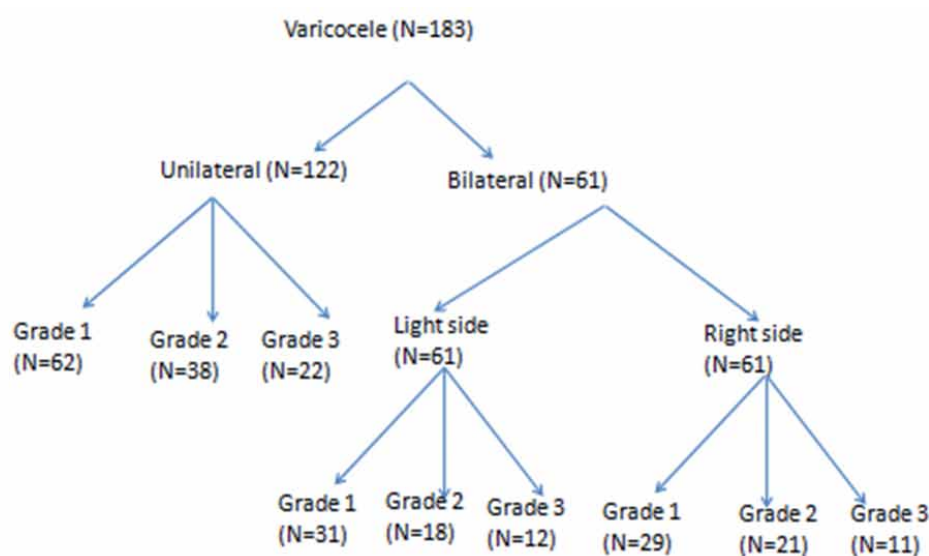 Varicocele (N=183)
Unilateral (N=122)
Bilateral (N=61)
Grade 1
(N=62)
Grade 2
(N=38)
Grade 3
(N=22)
Light side
(N=61)
Right side
(N=61)
Grade 1
(N=31)
Grade 2
(N=18)
Grade 3
(N=12)
Grade 1
(N=29)
Grade 2
(N=21)
Grade 3
(N=11)